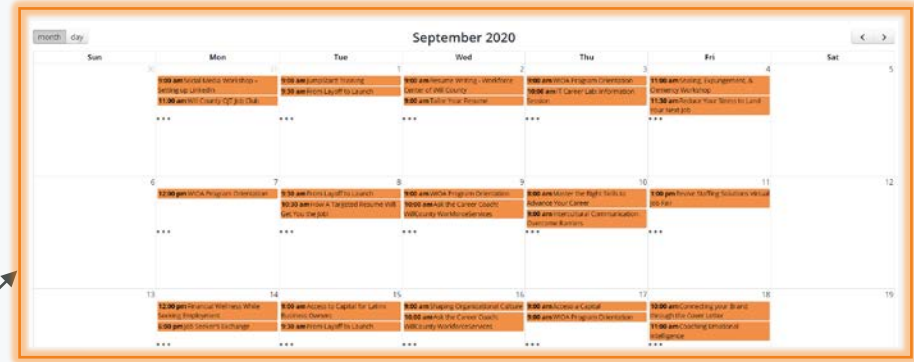 month day
September 2020
< >
Sun Mon Tue Wed Thu Fri Sat
30 31 1 2 3 4 5
9:00 am Social Media Workshop – Setting up LinkedIn
11:00 am Will County OJT Job Club
...
9:00 am JumpStart Training
9:30 am From Layoff to Launch
...
9:00 am Resume Writing - Workforce Center of Will County
9:00 am Tailor Your Resume
...
9:00 am WIOA Program Orientation
10:00 am IT Career Lab: Information Session
...
11:00 am Sealing, Expungement, & Clemency Workshop
11:30 am Reduce Your Stress to Land Your Next Job
...
6 7 8 9 10 11 12
12:00 pm WIOA Program Orientation
...
9:30 am From Layoff to Launch
10:30 am How A Targeted Resume Will Get You the Job!
...
9:00 am WIOA Program Orientation
10:00 am Ask the Career Coach! WillCounty WorkforceServices
...
9:00 am Master the Right Skills to Advance Your Career
9:00 am Intercultural Communication Overcome Barriers
...
1:00 pm Revive Staffing Solutions Virtual Job Fair
...
13 14 15 16 17 18 19
12:00 pm Financial Wellness While Seeking Employment
6:00 pm Job Seeker's Exchange
...
9:00 am Access to Capital for Latinx Business Owners
9:30 am From Layoff to Launch
...
9:00 am Shaping Organizational Culture
10:00 am Ask the Career Coach! WillCounty WorkforceServices
...
9:00 am Access a Capital
9:00 am WIOA Program Orientation
...
10:00 am Connecting your Brand through the Cover Letter
11:00 am Coaching Emotional Intelligence
...